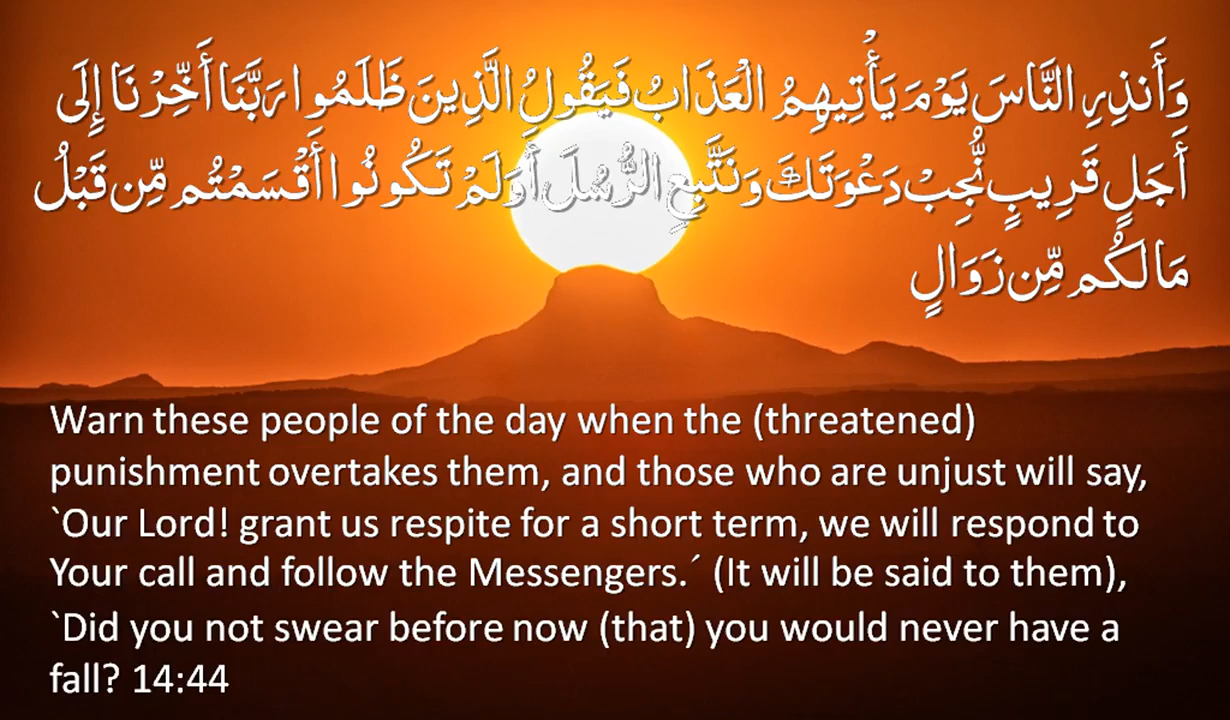 وَأَنذِرِ النَّاسَ يَوْمَ يَأْتِيهِمُ الْعَذَابُ فَيَقُولُ الَّذِينَ ظَلَمُوا رَبَّنَا أَخِّرْنَا إِلَى
أَجَلٍ قَرِيبٍ نُّجِبْ دَعْوَتَكَ وَنَتَّبِعِ الرُّسُلَ أَوَلَمْ تَكُونُوا أَقْسَمْتُم مِّن قَبْلُ
مَا لَكُم مِّن زَوَالٍ
Warn these people of the day when the (threatened)
punishment overtakes them, and those who are unjust will say,
`Our Lord! grant us respite for a short term, we will respond to
Your call and follow the Messengers.´ (It will be said to them),
`Did you not swear before now (that) you would never have a
fall? 14:44